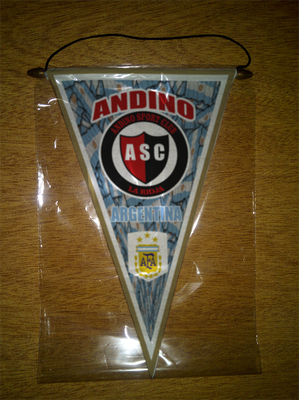 ANDINO
ANDINO SPORT CLUB
ASC
LA RIOJA
ARGENTINA
AFA